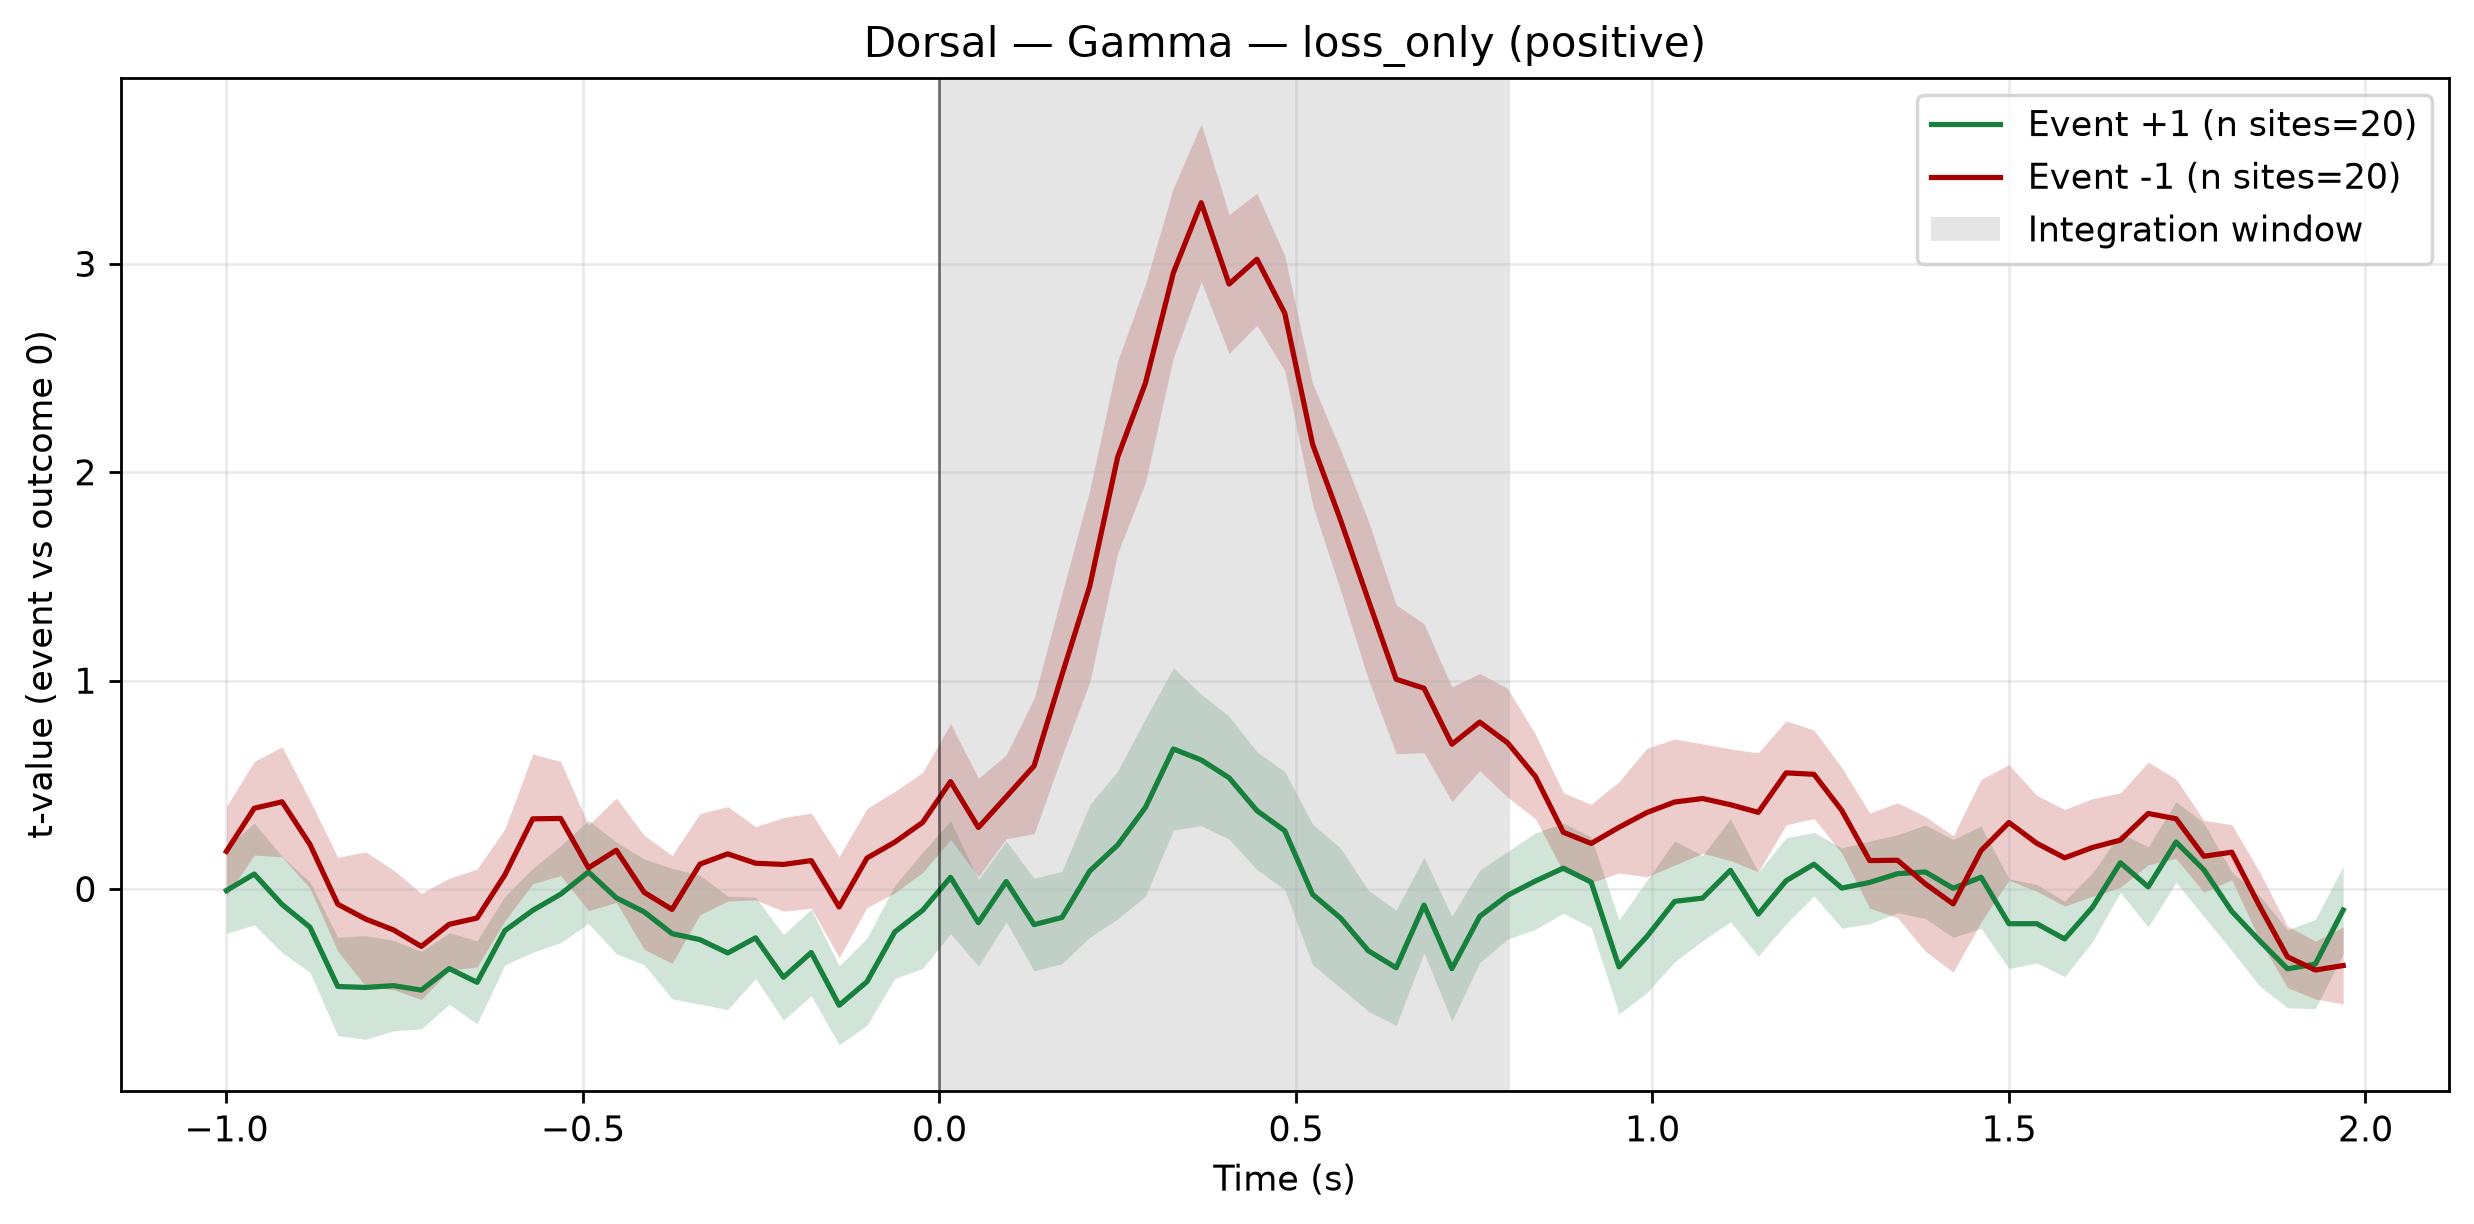 Dorsal — Gamma — loss_only (positive)
Event +1 (n sites=20)
Event -1 (n sites=20)
Integration window
t-value (event vs outcome 0)
3
2
1
0
−1.0
−0.5
0.0
0.5
1.0
1.5
2.0
Time (s)